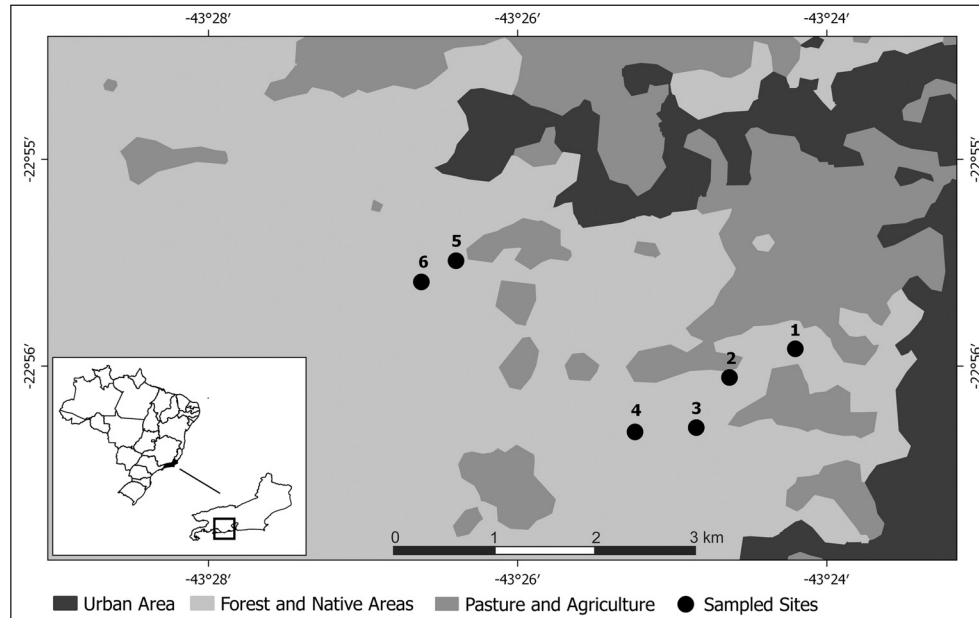 -43°28' -43°26' -43°24'
-22°55' -22°55'
5
6
1
-22°56' -22°56'
2
4 3
0 1 2 3 km
-43°28' -43°26' -43°24'
Urban Area Forest and Native Areas Pasture and Agriculture Sampled Sites